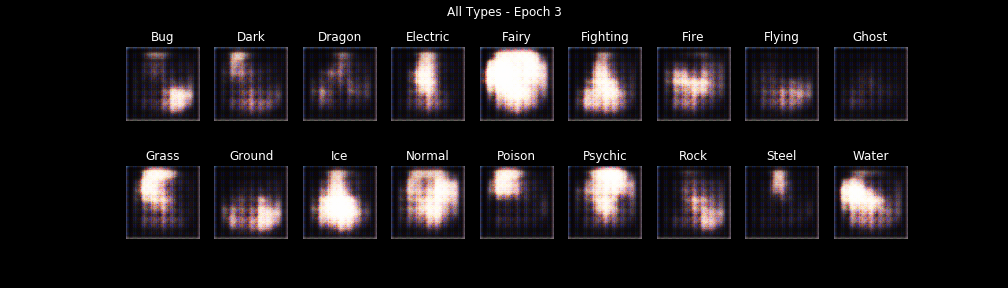 All Types - Epoch 3
Bug Dark Dragon Electric Fairy Fighting Fire Flying Ghost
Grass Ground Ice Normal Poison Psychic Rock Steel Water